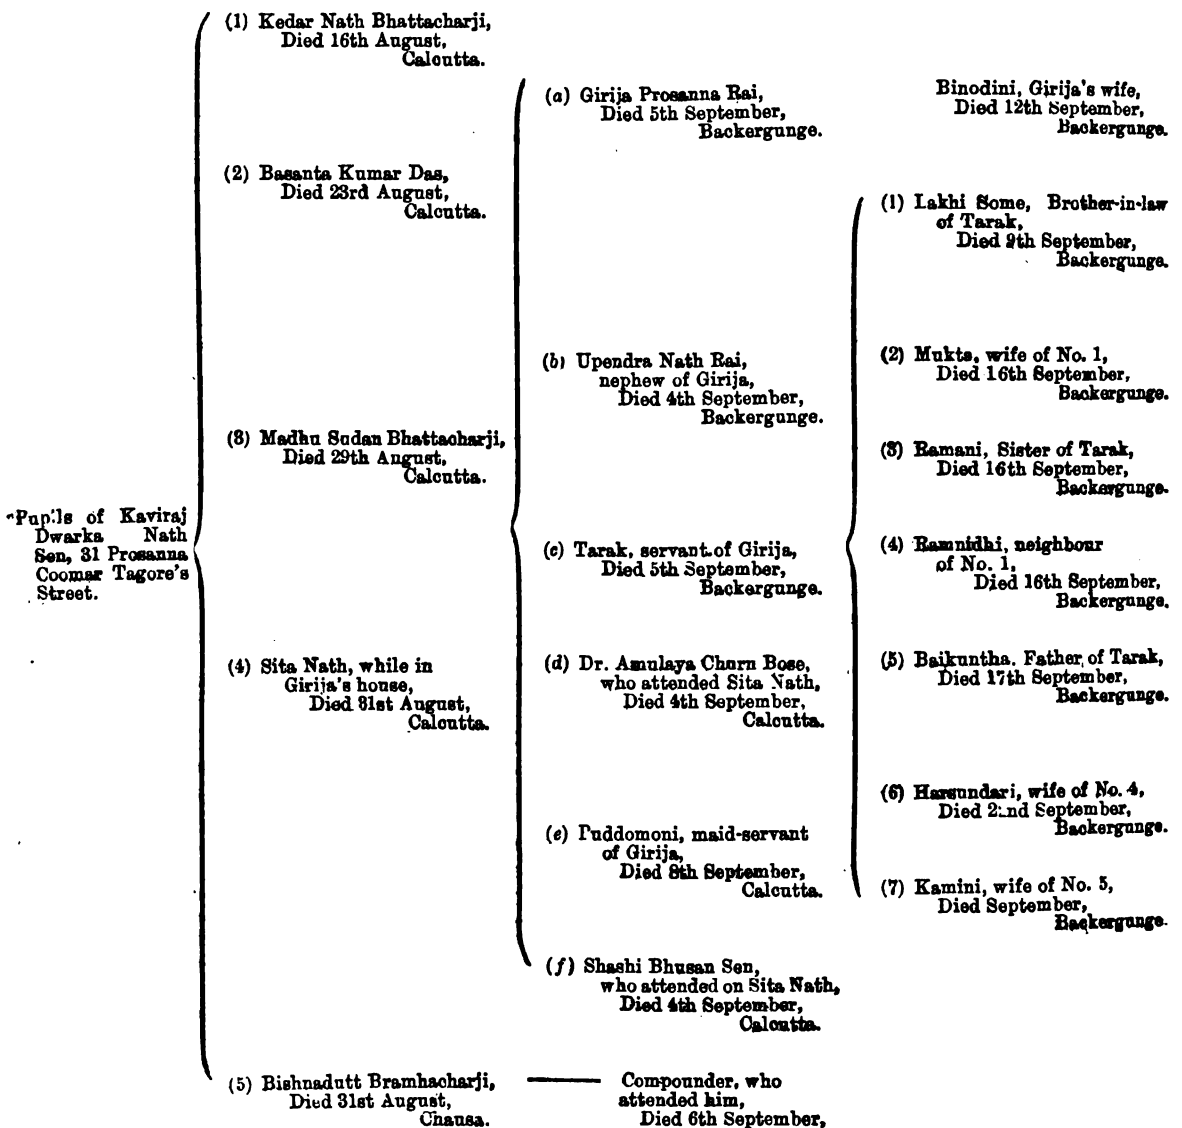 Pupils of Kaviraj
Dwarka Nath
Sen, 31 Prosanna
Coomar Tagore's
Street.
(1) Kedar Nath Bhattacharji,
Died 16th August,
Calcutta.
(2) Basanta Kumar Das,
Died 23rd August,
Calcutta.
(3) Madhu Sudan Bhattacharji,
Died 29th August,
Calcutta.
(4) Sita Nath, while in
Girija's house,
Died 31st August,
Calcutta.
(5) Bishnadutt Bramhacharji,
Died 31st August,
Chausa.
(a) Girija Prosanna Rai,
Died 5th September,
Backergunge.
(b) Upendra Nath Rai,
nephew of Girija,
Died 4th September,
Backergunge.
(c) Tarak, servant of Girija,
Died 5th September,
Backergunge.
(d) Dr. Amulaya Churn Bose,
who attended Sita Nath,
Died 4th September,
Calcutta.
(e) Puddomoni, maid-servant
of Girija,
Died 8th September,
Calcutta.
(f) Shashi Bhusan Sen,
who attended on Sita Nath,
Died 4th September,
Calcutta.
Compounder, who
attended him,
Died 6th September,
Binodini, Girija's wife,
Died 12th September,
Backergunge.
(1) Lakhi Some, Brother-in-law
of Tarak,
Died 9th September,
Backergunge.
(2) Mukta, wife of No. 1,
Died 16th September,
Backergunge.
(3) Ramani, Sister of Tarak,
Died 16th September,
Backergunge.
(4) Ramnidhi, neighbour
of No. 1,
Died 16th September,
Backergunge.
(5) Baikuntha. Father of Tarak,
Died 17th September,
Backergunge.
(6) Harsundari, wife of No. 4,
Died 22nd September,
Backergunge.
(7) Kamini, wife of No. 5,
Died September,
Backergunge.